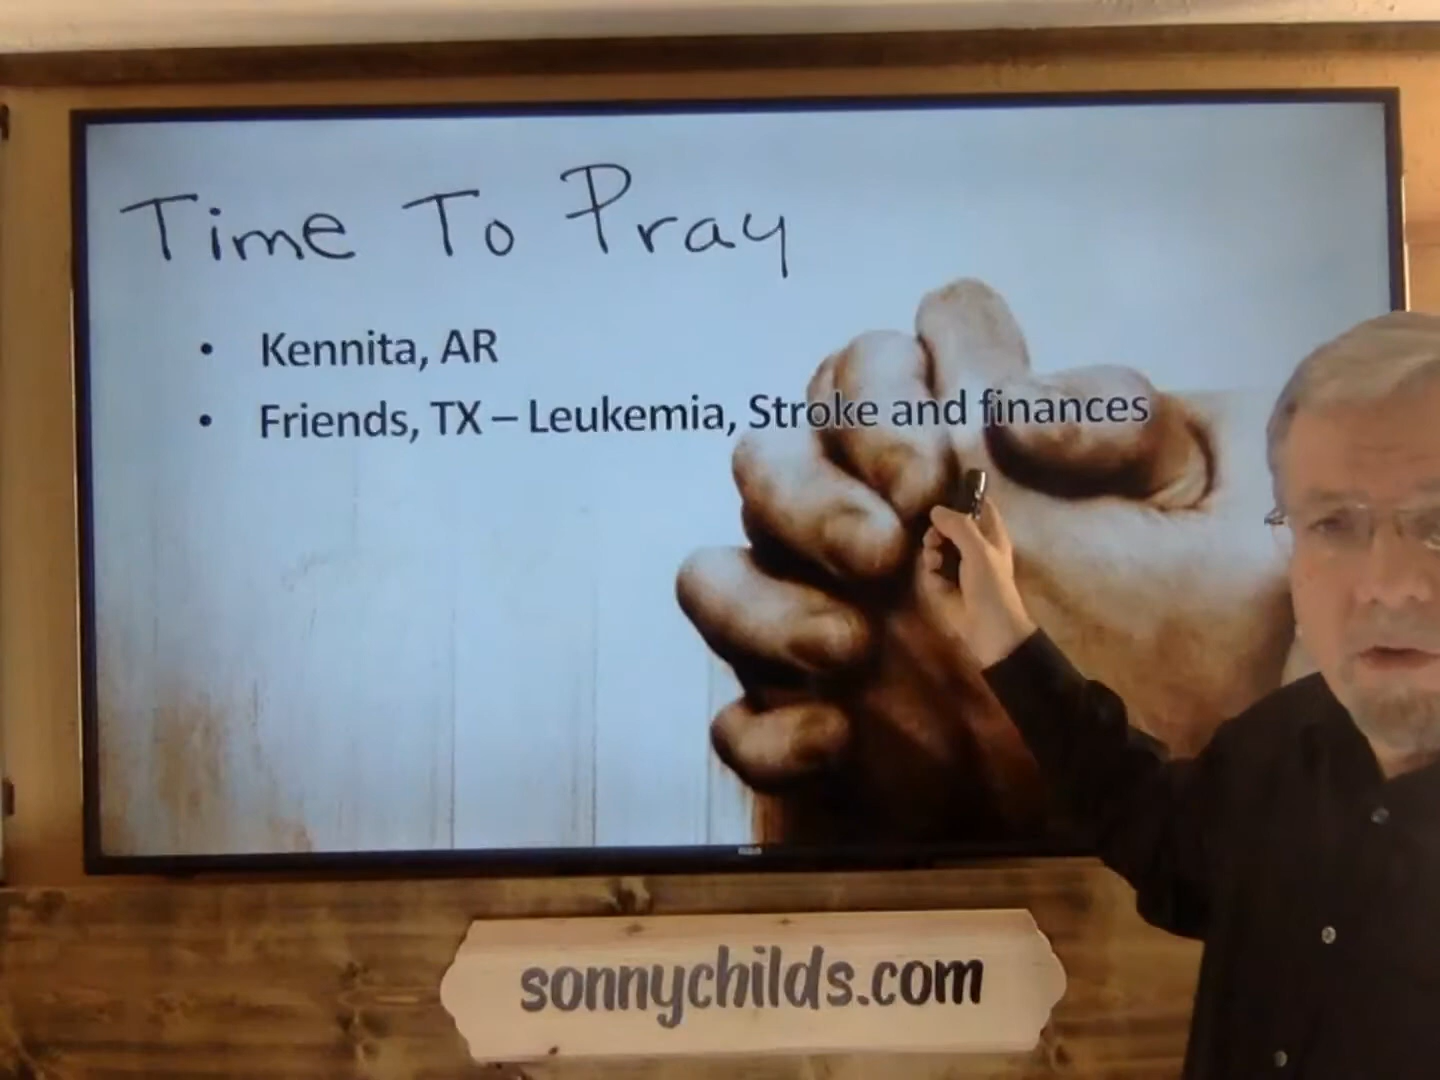 Time To Pray
• Kennita, AR
• Friends, TX – Leukemia, Stroke and finances
sonnychilds.com